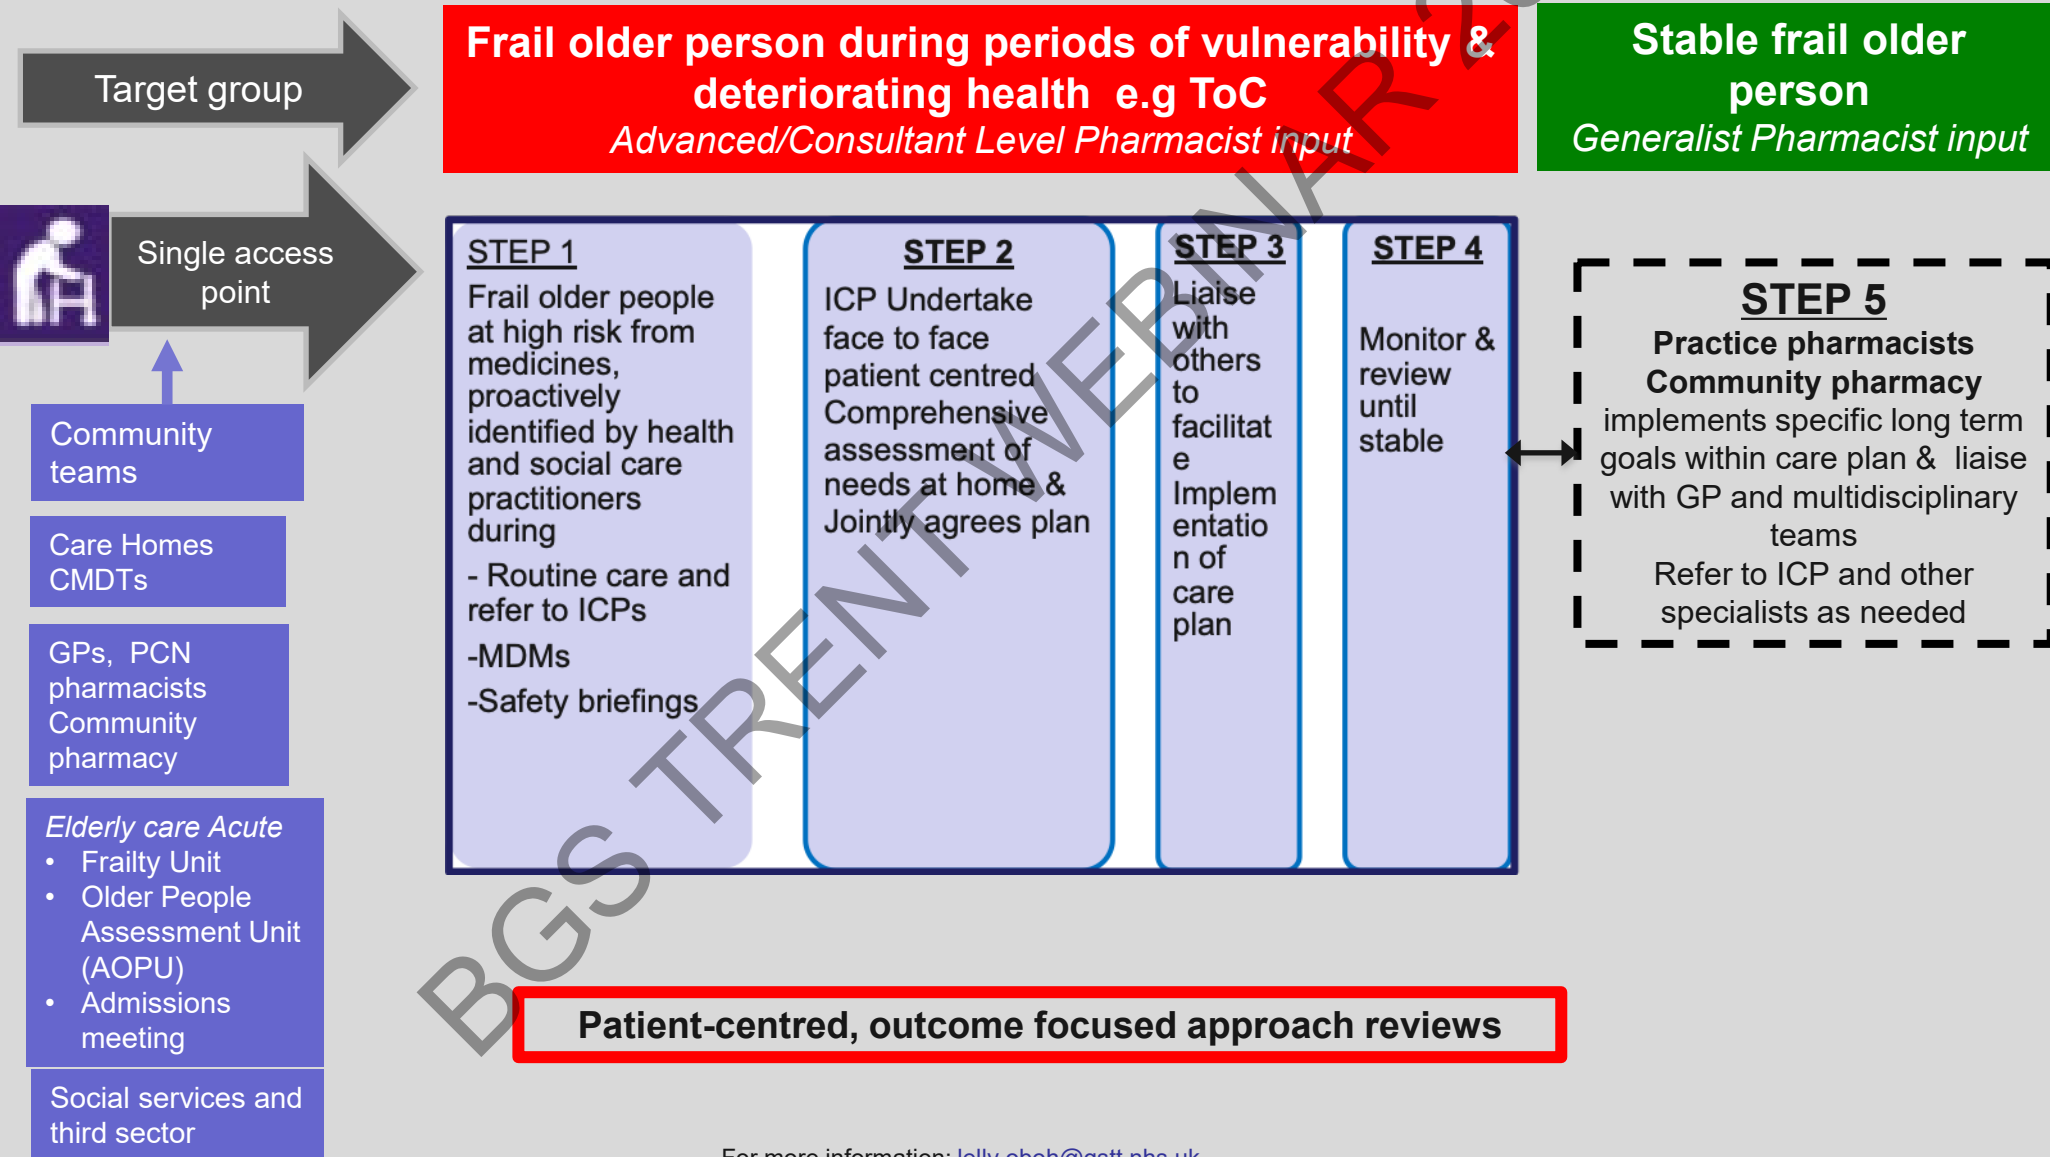 Target group
Frail older person during periods of vulnerability &
deteriorating health e.g ToC
Advanced/Consultant Level Pharmacist input
Stable frail older
person
Generalist Pharmacist input
Single access
point
Community
teams
Care Homes
CMDTs
GPs, PCN
pharmacists
Community
pharmacy
Elderly care Acute
• Frailty Unit
• Older People
Assessment Unit
(AOPU)
• Admissions
meeting
Social services and
third sector
STEP 1
Frail older people
at high risk from
medicines,
proactively
identified by health
and social care
practitioners
during
- Routine care and
refer to ICPs
-MDMs
-Safety briefings
STEP 2
ICP Undertake
face to face
patient centred
Comprehensive
assessment of
needs at home &
Jointly agrees plan
STEP 3
Liaise
with
others
to
facilitat
e
Implem
entatio
n of
care
plan
STEP 4
Monitor &
review
until
stable
STEP 5
Practice pharmacists
Community pharmacy
implements specific long term
goals within care plan & liaise
with GP and multidisciplinary
teams
Refer to ICP and other
specialists as needed
Patient-centred, outcome focused approach reviews
For more information: lelly.oboh@gstt.nhs.uk
BGS TRENT WEBINAR